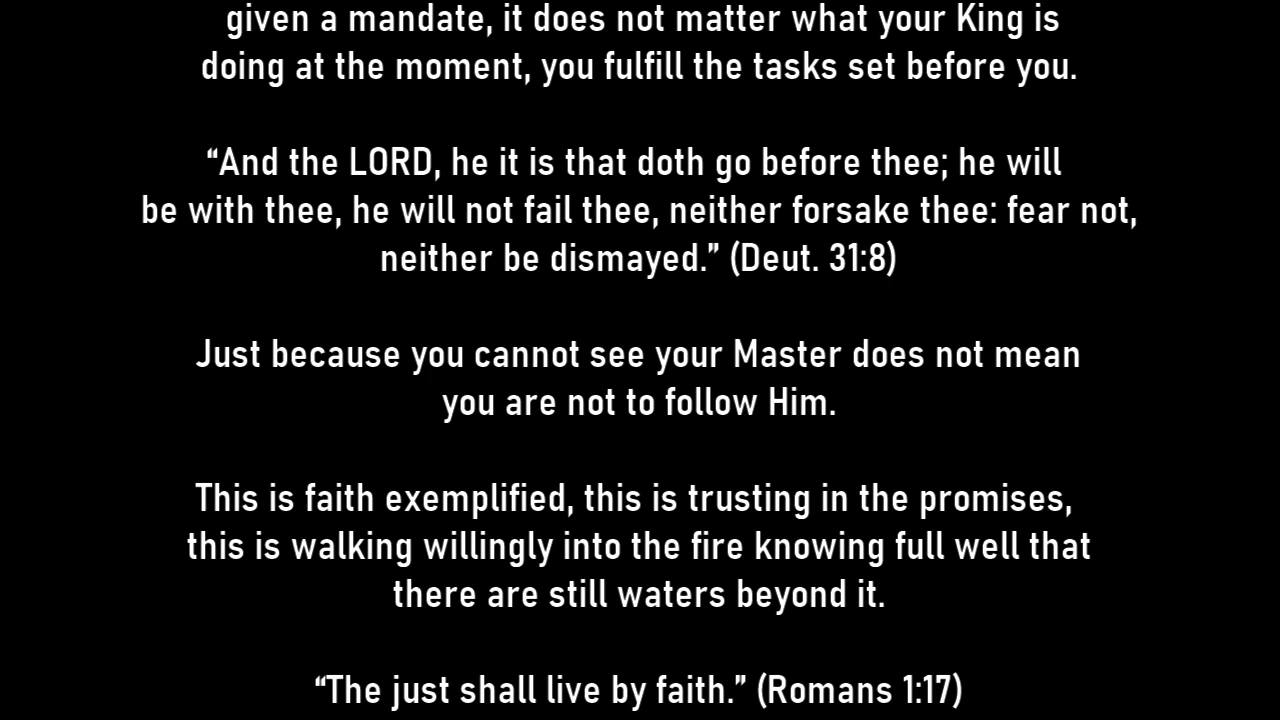 given a mandate, it does not matter what your King is
doing at the moment, you fulfill the tasks set before you.
“And the LORD, he it is that doth go before thee; he will
be with thee, he will not fail thee, neither forsake thee: fear not,
neither be dismayed.” (Deut. 31:8)
Just because you cannot see your Master does not mean
you are not to follow Him.
This is faith exemplified, this is trusting in the promises,
this is walking willingly into the fire knowing full well that
there are still waters beyond it.
“The just shall live by faith.” (Romans 1:17)